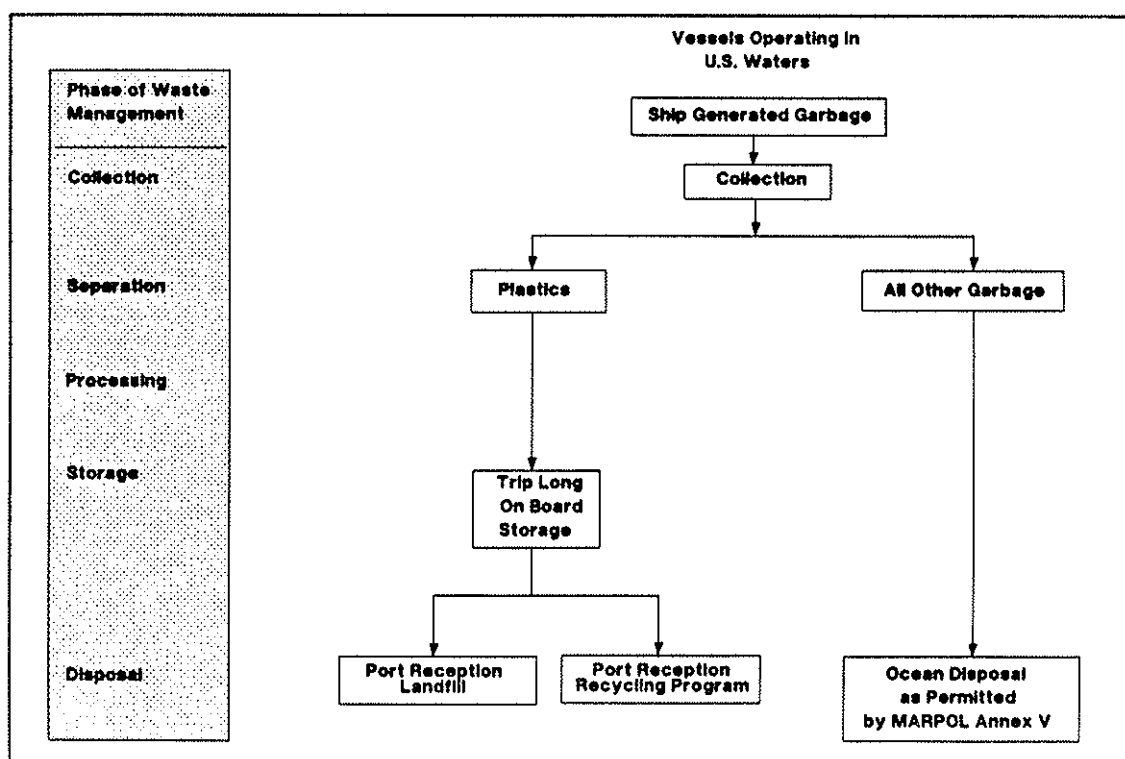 Vessels Operating in
U.S. Waters
Phase of Waste
Management
Ship Generated Garbage
Collection
Collection
Separation
Plastics
All Other Garbage
Processing
Storage
Trip Long
On Board
Storage
Disposal
Port Reception
Landfill
Port Reception
Recycling Program
Ocean Disposal
as Permitted
by MARPOL Annex V